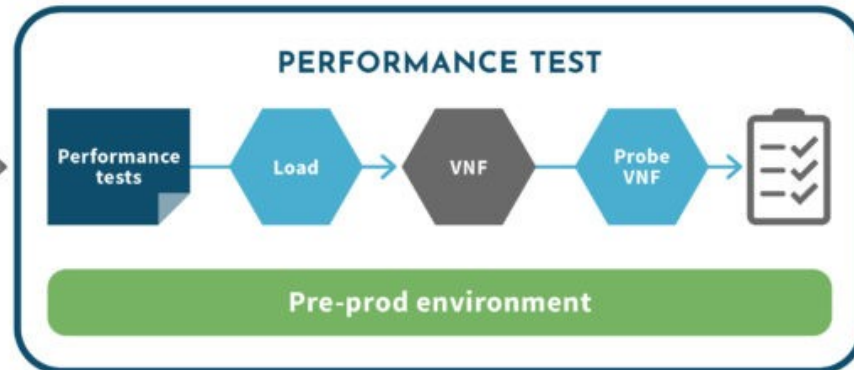 PERFORMANCE TEST
Performance
tests
Load
VNF
Probe
VNF
Pre-prod environment